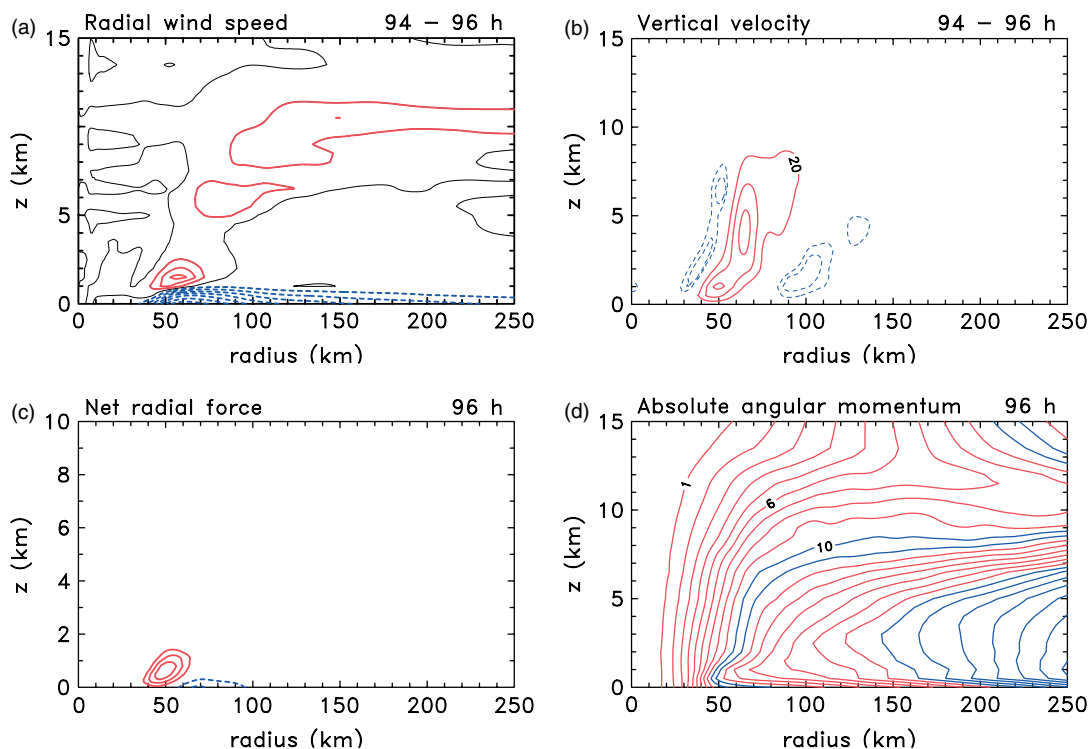 (a) Radial wind speed 94 – 96 h
15
10
5
0
z (km)
0 50 100 150 200 250
radius (km)
(b) Vertical velocity 94 – 96 h
15
10
5
0
z (km)
20
0 50 100 150 200 250
radius (km)
(c) Net radial force 96 h
10
8
6
4
2
0
z (km)
0 50 100 150 200 250
radius (km)
(d) Absolute angular momentum 96 h
15
10
5
0
z (km)
1
6
10
0 50 100 150 200 250
radius (km)